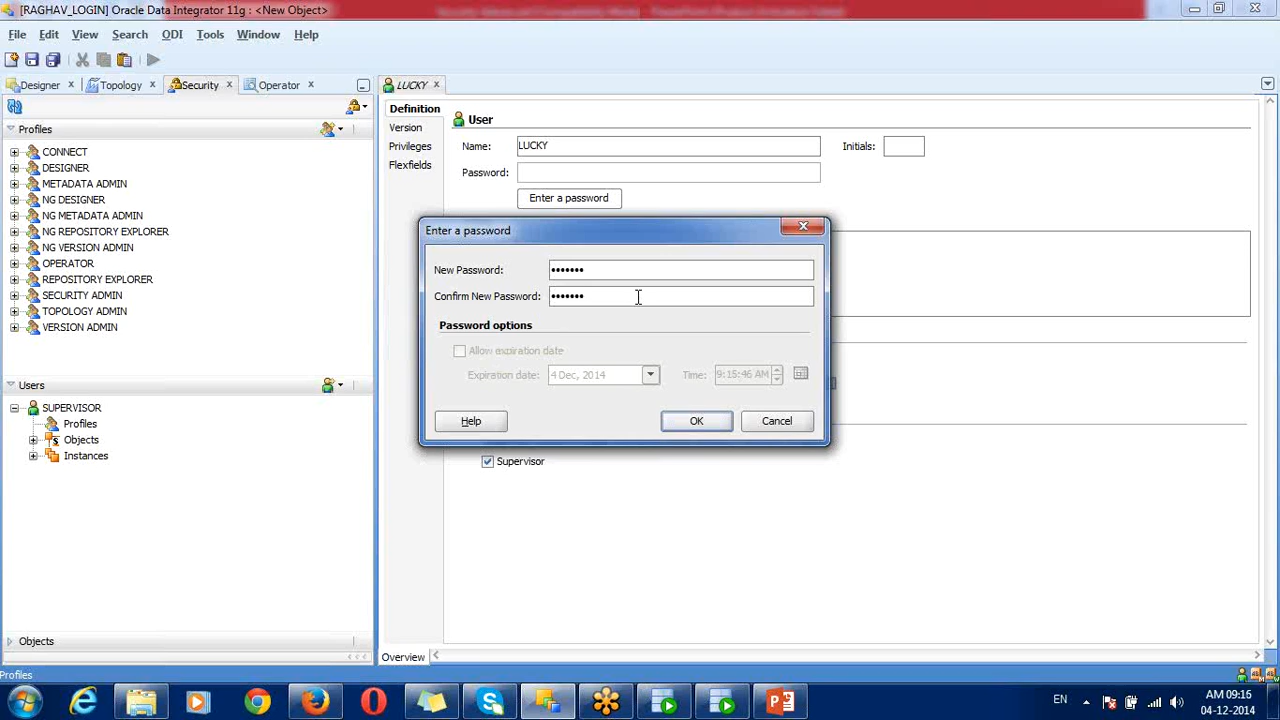 [RAGHAV_LOGIN] Oracle Data Integrator 11g : <New Object>
File Edit View Search ODI Tools Window Help
Designer Topology Security Operator
LUCKY
Profiles
CONNECT
DESIGNER
METADATA ADMIN
NG DESIGNER
NG METADATA ADMIN
NG REPOSITORY EXPLORER
NG VERSION ADMIN
OPERATOR
REPOSITORY EXPLORER
SECURITY ADMIN
TOPOLOGY ADMIN
VERSION ADMIN
Users
SUPERVISOR
Profiles
Objects
Instances
Objects
Definition
Version
Privileges
Flexfields
User
Name: LUCKY Initials:
Password:
Enter a password
Enter a password
New Password: •••••••
Confirm New Password: •••••••
Password options
Allow expiration date
Expiration date: 4 Dec, 2014 Time: 9:15:46 AM
Help OK Cancel
Supervisor
Overview
Profiles
EN
AM 09:15
04-12-2014